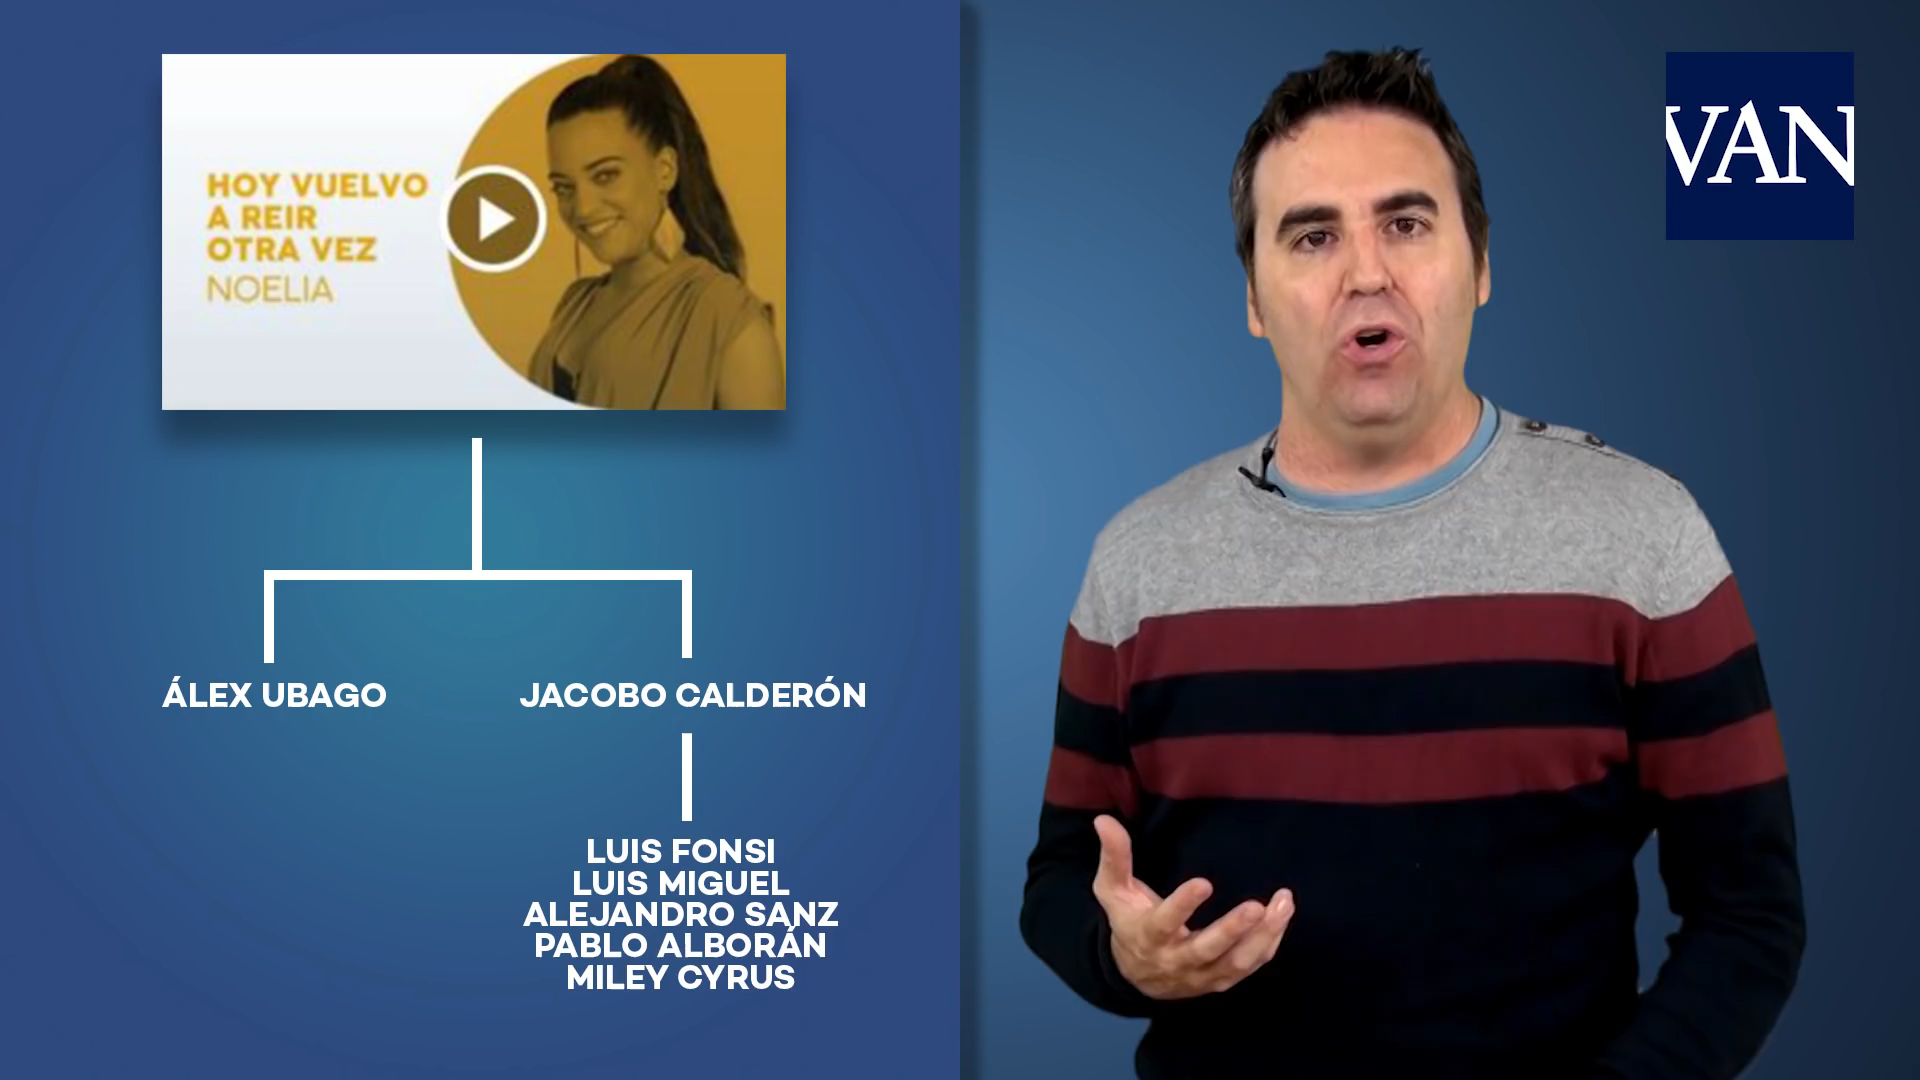 HOY VUELVO
A REIR
OTRA VEZ
NOELIA
VAN
ÁLEX UBAGO
JACOBO CALDERÓN
LUIS FONSI
LUIS MIGUEL
ALEJANDRO SANZ
PABLO ALBORÁN
MILEY CYRUS